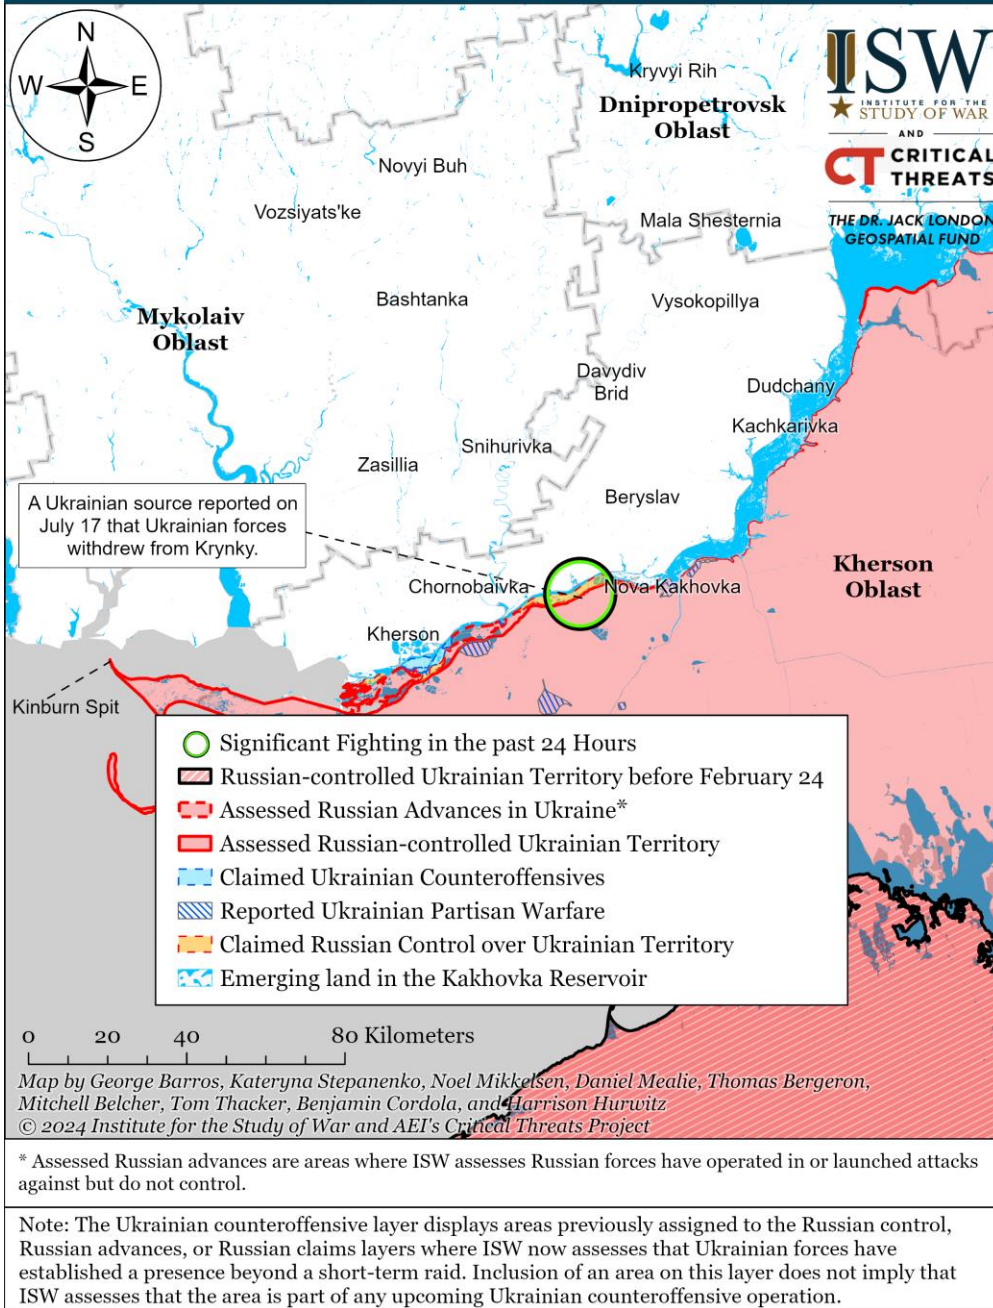 N
W
E
S
ISW
INSTITUTE FOR THE
STUDY OF WAR
AND
CT CRITICAL
THREATS
THE DR. JACK LONDON
GEOSPATIAL FUND
Kryvyi Rih
Dnipropetrovsk
Oblast
Novyi Buh
Vozsiyats'ke
Mala Shesternia
Bashtanka
Vysokopillya
Mykolaiv
Oblast
Davydiv
Brid
Dudchany
Kachkarivka
Snihurivka
Zasillia
Beryslav
A Ukrainian source reported on
July 17 that Ukrainian forces
withdrew from Krynky.
Chornobaivka
Nova Kakhovka
Kherson
Oblast
Kherson
Kinburn Spit
Significant Fighting in the past 24 Hours
Russian-controlled Ukrainian Territory before February 24
Assessed Russian Advances in Ukraine*
Assessed Russian-controlled Ukrainian Territory
Claimed Ukrainian Counteroffensives
Reported Ukrainian Partisan Warfare
Claimed Russian Control over Ukrainian Territory
Emerging land in the Kakhovka Reservoir
0 20 40 80 Kilometers
Map by George Barros, Kateryna Stepanenko, Noel Mikkelsen, Daniel Mealie, Thomas Bergeron,
Mitchell Belcher, Tom Thacker, Benjamin Cordola, and Harrison Hurwitz
© 2024 Institute for the Study of War and AEI's Critical Threats Project
* Assessed Russian advances are areas where ISW assesses Russian forces have operated in or launched attacks
against but do not control.
Note: The Ukrainian counteroffensive layer displays areas previously assigned to the Russian control,
Russian advances, or Russian claims layers where ISW now assesses that Ukrainian forces have
established a presence beyond a short-term raid. Inclusion of an area on this layer does not imply that
ISW assesses that the area is part of any upcoming Ukrainian counteroffensive operation.